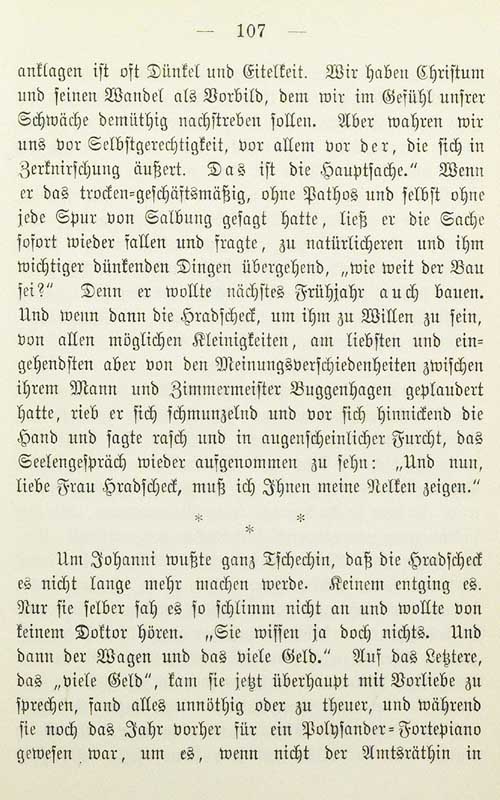 — 107 —
anklagen ist oft Dünkel und Eitelkeit. Wir haben Christum
und seinen Wandel als Vorbild, dem wir im Gefühl unsrer
Schwäche demüthig nachstreben sollen. Aber wahren wir
uns vor Selbstgerechtigkeit, vor allem vor der, die sich in
Zerknirschung äußert. Das ist die Hauptsache.“ Wenn
er das trocken-geschäftsmäßig, ohne Pathos und selbst ohne
jede Spur von Salbung gesagt hatte, ließ er die Sache
sofort wieder fallen und fragte, zu natürlicheren und ihm
wichtiger dünkenden Dingen übergehend, „wie weit der Bau
sei?“ Denn er wollte nächstes Frühjahr auch bauen.
Und wenn dann die Hradscheck, um ihm zu Willen zu sein,
von allen möglichen Kleinigkeiten, am liebsten und ein-
gehendsten aber von den Meinungsverschiedenheiten zwischen
ihrem Mann und Zimmermeister Buggenhagen geplaudert
hatte, rieb er sich schmunzelnd und vor sich hinnickend die
Hand und sagte rasch und in augenscheinlicher Furcht, das
Seelengespräch wieder aufgenommen zu sehn: „Und nun,
liebe Frau Hradscheck, muß ich Ihnen meine Nelken zeigen.“
* * *
Um Johanni wußte ganz Tschechin, daß die Hradscheck
es nicht lange mehr machen werde. Keinem entging es.
Nur sie selber sah es so schlimm nicht an und wollte von
keinem Doktor hören. „Sie wissen ja doch nichts. Und
dann der Wagen und das viele Geld.“ Auf das Letztere,
das „viele Geld“, kam sie jetzt überhaupt mit Vorliebe zu
sprechen, fand alles unnöthig oder zu theuer, und während
sie noch das Jahr vorher für ein Polysander-Fortepiano
gewesen war, um es, wenn nicht der Amtsräthin in